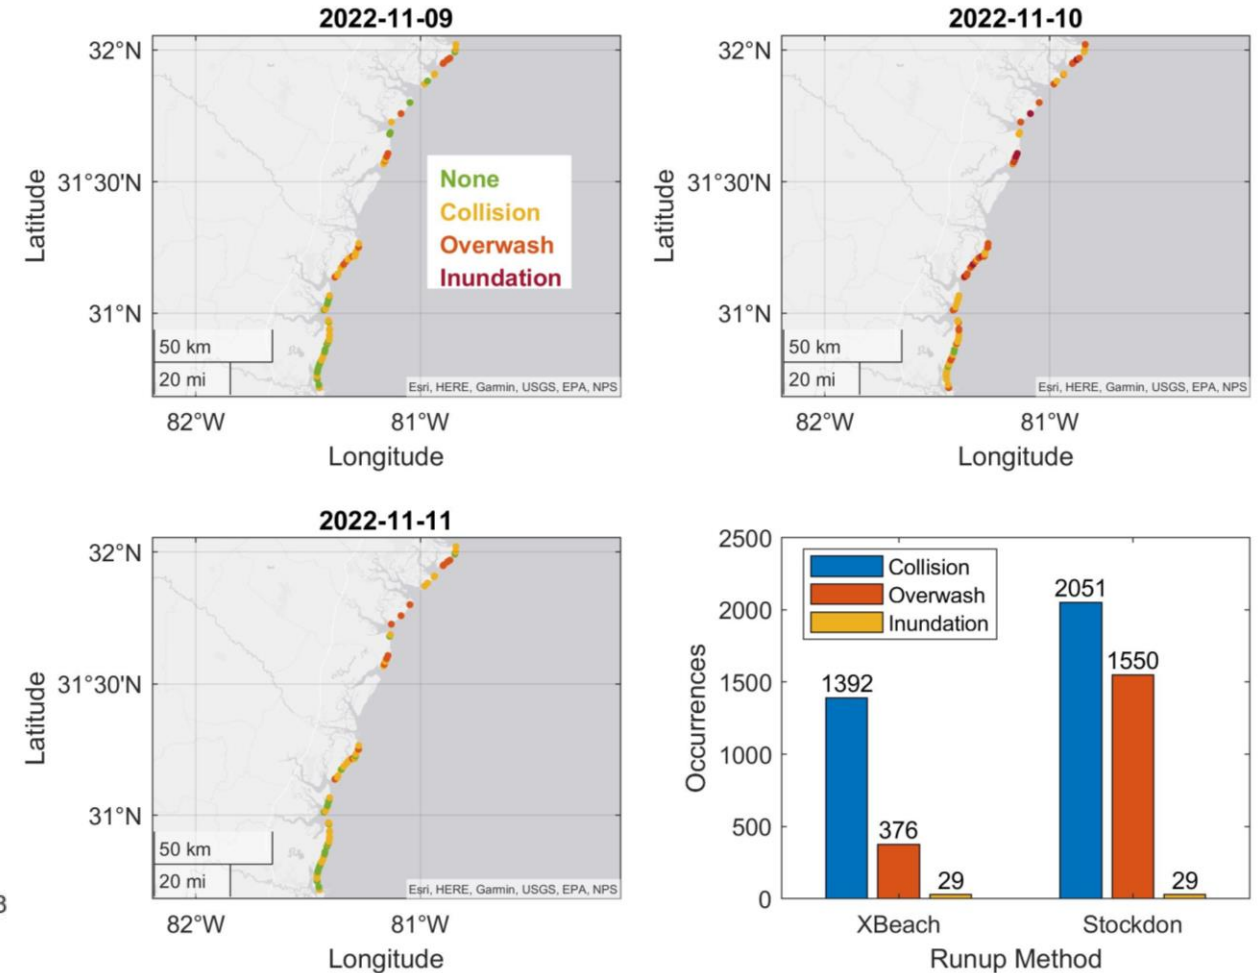 2022-11-09
32°N
31°30'N
31°N
Latitude
None
Collision
Overwash
Inundation
50 km
20 mi
Esri, HERE, Garmin, USGS, EPA, NPS
82°W
81°W
Longitude
2022-11-10
32°N
31°30'N
31°N
Latitude
50 km
20 mi
Esri, HERE, Garmin, USGS, EPA, NPS
82°W
81°W
Longitude
2022-11-11
32°N
31°30'N
31°N
Latitude
50 km
20 mi
Esri, HERE, Garmin, USGS, EPA, NPS
82°W
81°W
Longitude
2500
2000
1500
1000
500
0
Occurrences
Collision
Overwash
Inundation
1392
376
29
2051
1550
29
XBeach
Stockdon
Runup Method